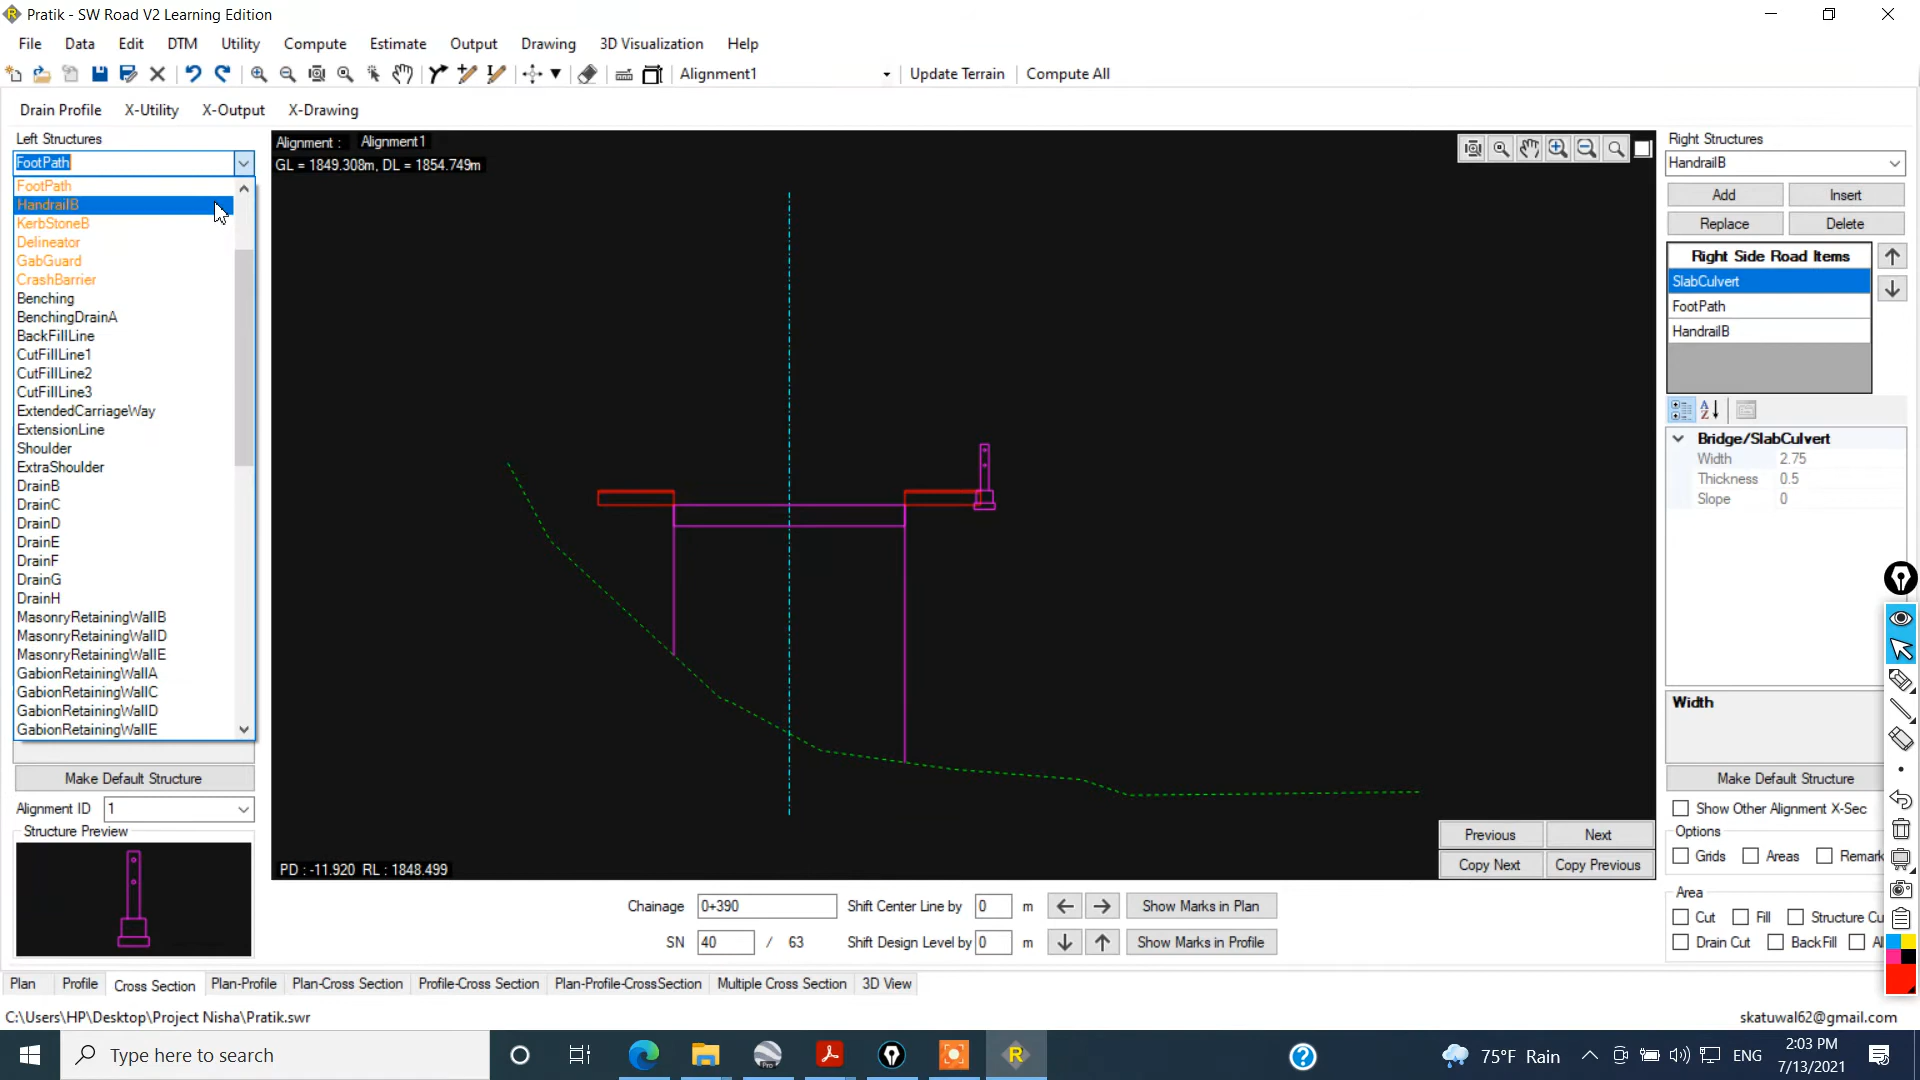 Pratik - SW Road V2 Learning Edition
File Data Edit DTM Utility Compute Estimate Output Drawing 3D Visualization Help
Alignment1 Update Terrain Compute All
Drain Profile X-Utility X-Output X-Drawing
Left Structures
FootPath
FootPath
HandrailB
KerbStoneB
Delineator
GabGuard
CrashBarrier
Benching
BenchingDrainA
BackFillLine
CutFillLine1
CutFillLine2
CutFillLine3
ExtendedCarriageWay
ExtensionLine
Shoulder
ExtraShoulder
DrainB
DrainC
DrainD
DrainE
DrainF
DrainG
DrainH
MasonryRetainingWallB
MasonryRetainingWallD
MasonryRetainingWallE
GabionRetainingWallA
GabionRetainingWallC
GabionRetainingWallD
GabionRetainingWallE
Make Default Structure
Alignment ID 1
Structure Preview
Alignment : Alignment1
GL = 1849.308m, DL = 1854.749m
PD : -11.920 RL : 1848.499
Previous Next
Copy Next Copy Previous
Right Structures
HandrailB
Add Insert
Replace Delete
Right Side Road Items
SlabCulvert
FootPath
HandrailB
Bridge/SlabCulvert
Width 2.75
Thickness 0.5
Slope 0
Width
Make Default Structure
Show Other Alignment X-Sec
Options
Grids Areas Remark
Area
Cut Fill Structure Cu
Drain Cut BackFill Al
Chainage 0+390 Shift Center Line by 0 m Show Marks in Plan
SN 40 / 63 Shift Design Level by 0 m Show Marks in Profile
Plan Profile Cross Section Plan-Profile Plan-Cross Section Profile-Cross Section Plan-Profile-CrossSection Multiple Cross Section 3D View
C:\Users\HP\Desktop\Project Nisha\Pratik.swr
skatuwal62@gmail.com
Type here to search
75°F Rain ENG
2:03 PM
7/13/2021